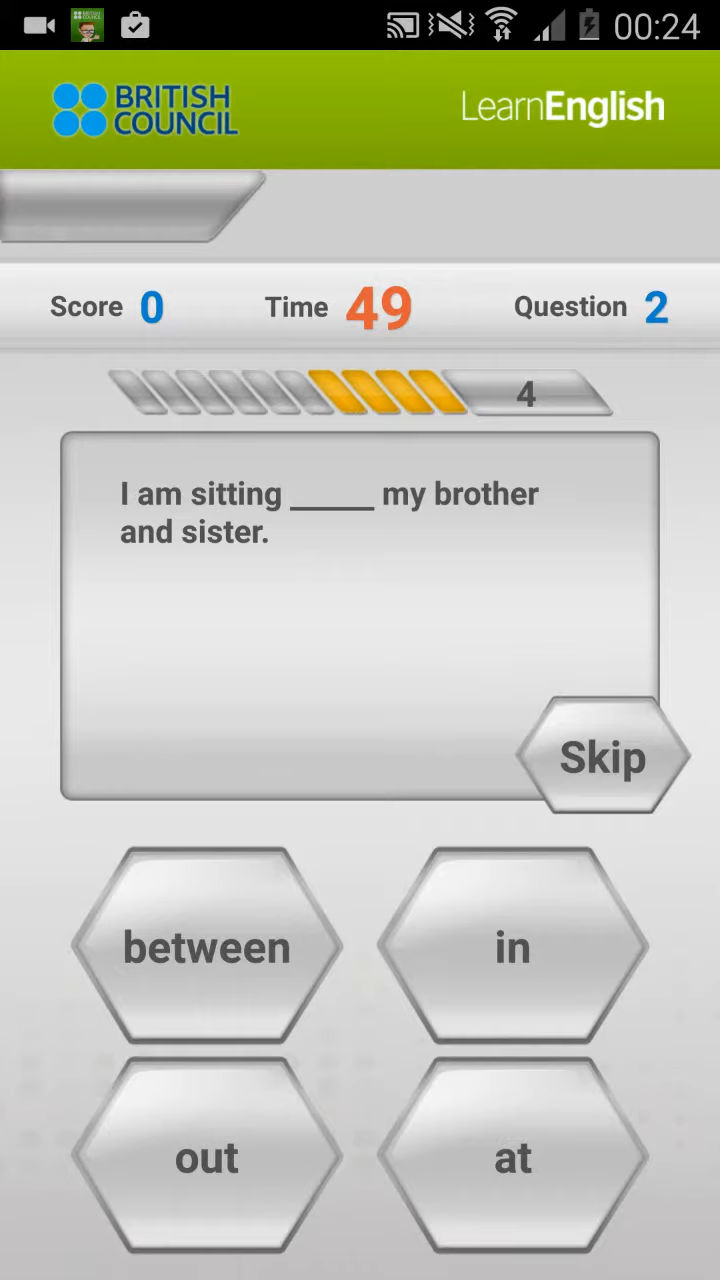 00:24
BRITISH
COUNCIL
LearnEnglish
Score 0 Time 49 Question 2
4
I am sitting _____ my brother
and sister.
Skip
between in
out at